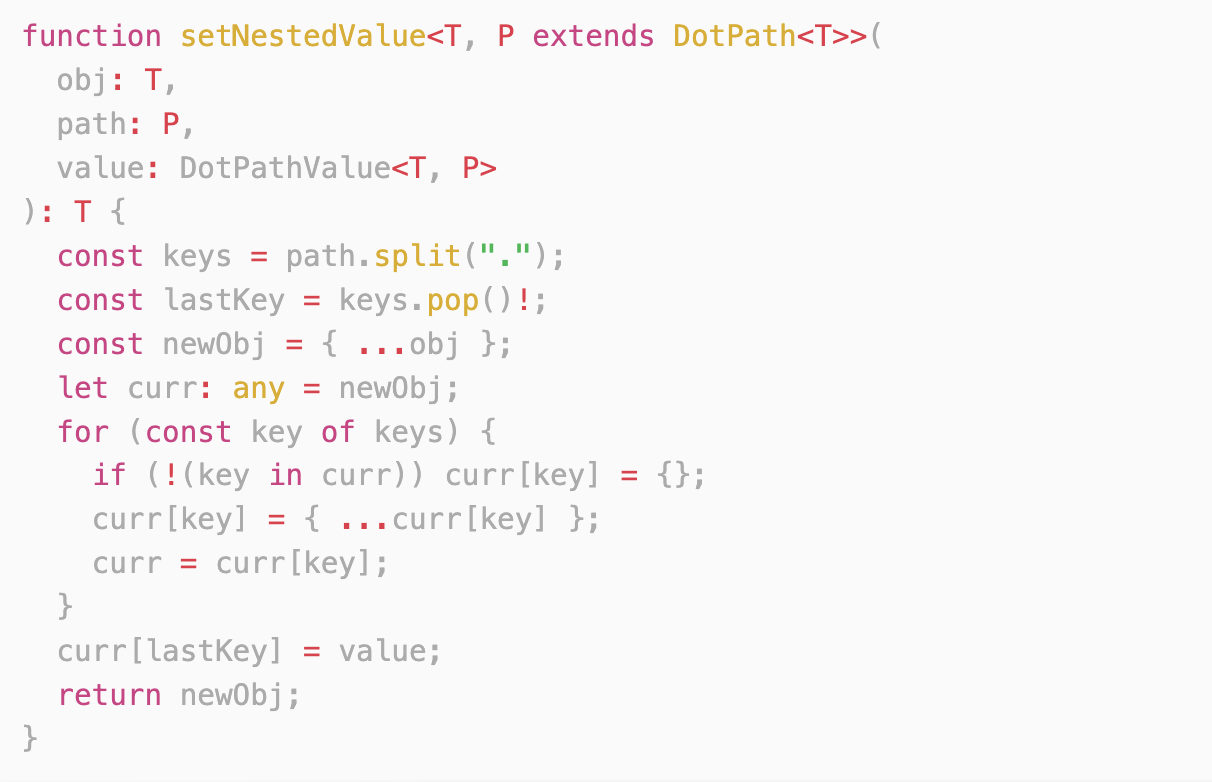 function setNestedValue<T, P extends DotPath<T>>(
  obj: T,
  path: P,
  value: DotPathValue<T, P>
): T {
  const keys = path.split(".");
  const lastKey = keys.pop()!;
  const newObj = { ...obj };
  let curr: any = newObj;
  for (const key of keys) {
    if (!(key in curr)) curr[key] = {};
    curr[key] = { ...curr[key] };
    curr = curr[key];
  }
  curr[lastKey] = value;
  return newObj;
}